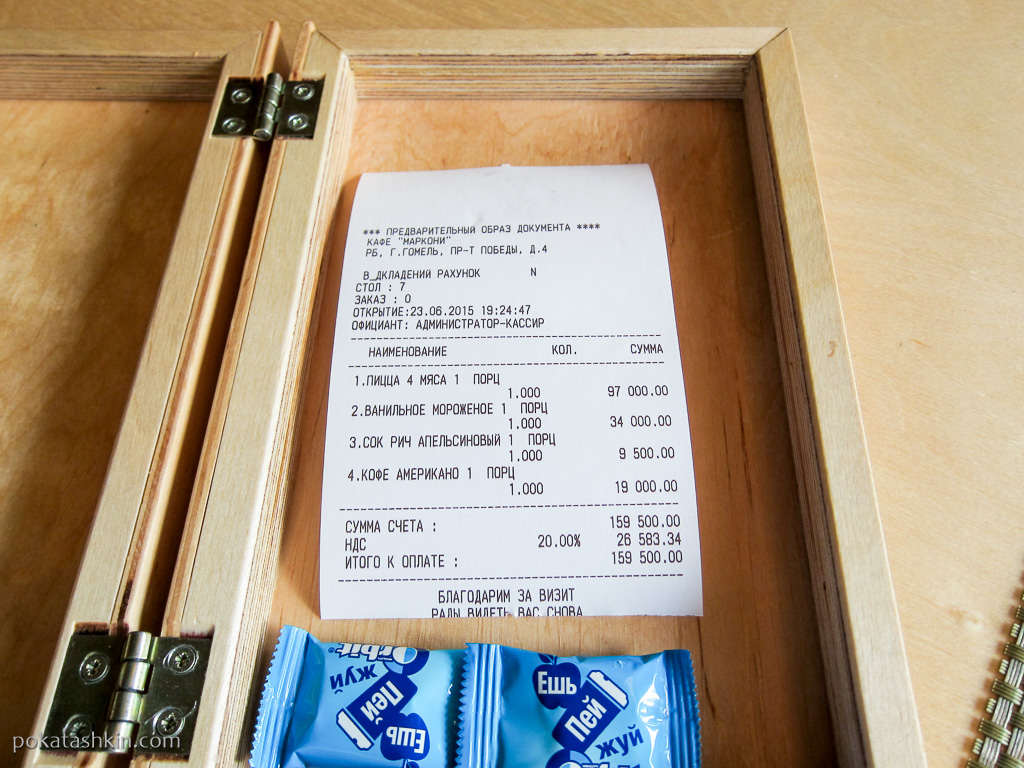 *** ПРЕДВАРИТЕЛЬНЫЙ ОБРАЗ ДОКУМЕНТА ****
КАФЕ "МАРКОНИ"
РБ, Г.ГОМЕЛЬ, ПР-Т ПОБЕДЫ, Д.4
В_ДКЛАДЕНИЙ РАХУНОК N
СТОЛ : 7
ЗАКАЗ : 0
ОТКРЫТИЕ:23.06.2015 19:24:47
ОФИЦИАНТ: АДМИНИСТРАТОР-КАССИР
НАИМЕНОВАНИЕ КОЛ. СУММА
1.ПИЦЦА 4 МЯСА 1 ПОРЦ
1.000 97 000.00
2.ВАНИЛЬНОЕ МОРОЖЕНОЕ 1 ПОРЦ
1.000 34 000.00
3.СОК РИЧ АПЕЛЬСИНОВЫЙ 1 ПОРЦ
1.000 9 500.00
4.КОФЕ АМЕРИКАНО 1 ПОРЦ
1.000 19 000.00
СУММА СЧЕТА : 159 500.00
НДС 20.00% 26 583.34
ИТОГО К ОПЛАТЕ : 159 500.00
БЛАГОДАРИМ ЗА ВИЗИТ
РАДЫ ВИДЕТЬ ВАС СНОВА
Orbit
жуй
Пей
Ешь
Ешь
Пей
жуй
pokatashkin.com